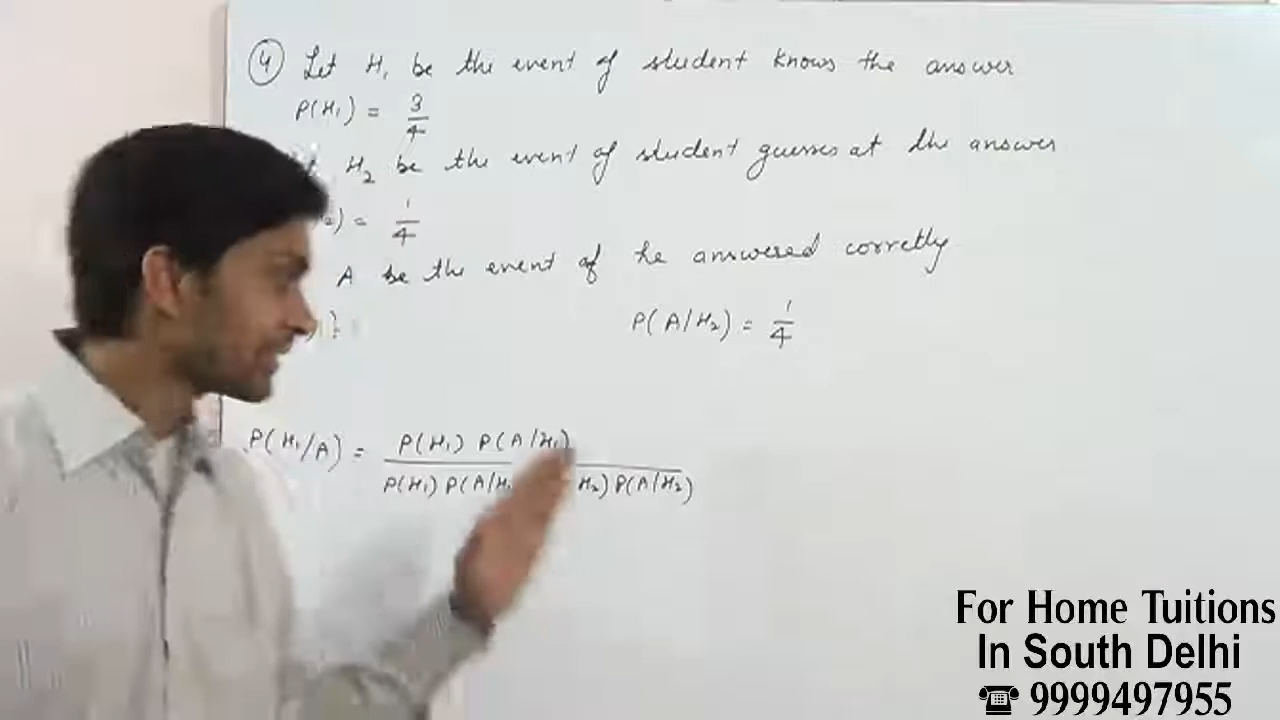 4 Let H₁ be the event of student knows the answer
P(H₁) = 3/4
H₂ be the event of student guesses at the answer
₂) = 1/4
A be the event of he answered corretly
P(A/H₂) = 1/4
P(H₁/A) = P(H₁) P(A/H₁)
P(H₁) P(A/H H₂) P(A/H₂)
For Home Tuitions
In South Delhi
☎ 9999497955